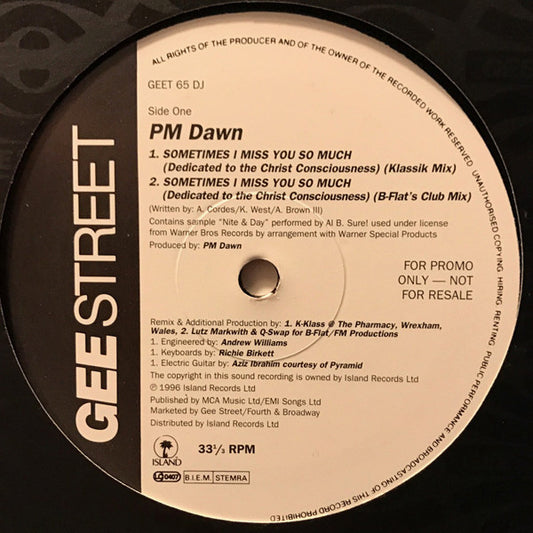 ALL RIGHTS OF THE PRODUCER AND OF THE OWNER OF THE RECORDED WORK RESERVED. UNAUTHORISED COPYING HIRING RENTING PUBLIC PERFORMANCE AND BROADCASTING OF THIS RECORD PROHIBITED
GEE STREET
GEET 65 DJ
Side One
PM Dawn
1. SOMETIMES I MISS YOU SO MUCH
(Dedicated to the Christ Consciousness) (Klassik Mix)
2. SOMETIMES I MISS YOU SO MUCH
(Dedicated to the Christ Consciousness) (B-Flat's Club Mix)
(Written by: A. Cordes/K. West/A. Brown III)
Contains sample "Nite & Day" performed by Al B. Sure! used under license
from Warner Bros Records by arrangement with Warner Special Products
Produced by: PM Dawn
FOR PROMO
ONLY — NOT
FOR RESALE
Remix & Additional Production by: 1. K-Klass @ The Pharmacy, Wrexham,
Wales, 2. Lutz Markwith & Q-Swap for B-Flat/FM Productions
1. Engineered by: Andrew Williams
1. Keyboards by: Richie Birkett
1. Electric Guitar by: Aziz Ibrahim courtesy of Pyramid
The copyright in this sound recording is owned by Island Records Ltd
℗ 1996 Island Records Ltd
Published by MCA Music Ltd/EMI Songs Ltd
Marketed by Gee Street/Fourth & Broadway
Distributed by Island Records Ltd
ISLAND
33⅓ RPM
LC 0407 B.I.E.M. STEMRA